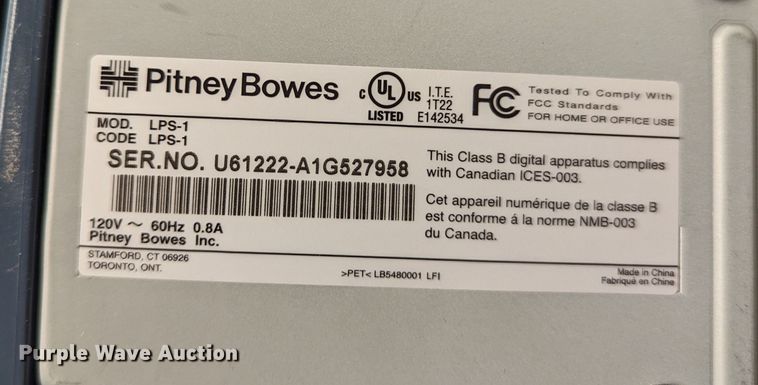 Pitney Bowes
C UL US I.T.E.
1T22
LISTED E142534
FC Tested To Comply With
FCC Standards
FOR HOME OR OFFICE USE
MOD. LPS-1
CODE LPS-1
SER.NO. U61222-A1G527958
120V ~ 60Hz 0.8A
Pitney Bowes Inc.
STAMFORD, CT 06926
TORONTO, ONT.
This Class B digital apparatus complies
with Canadian ICES-003.
Cet appareil numérique de la classe B
est conforme á la norme NMB-003
du Canada.
>PET< LB5480001 LFI
Made in China
Fabriqué en Chine
Purple Wave Auction